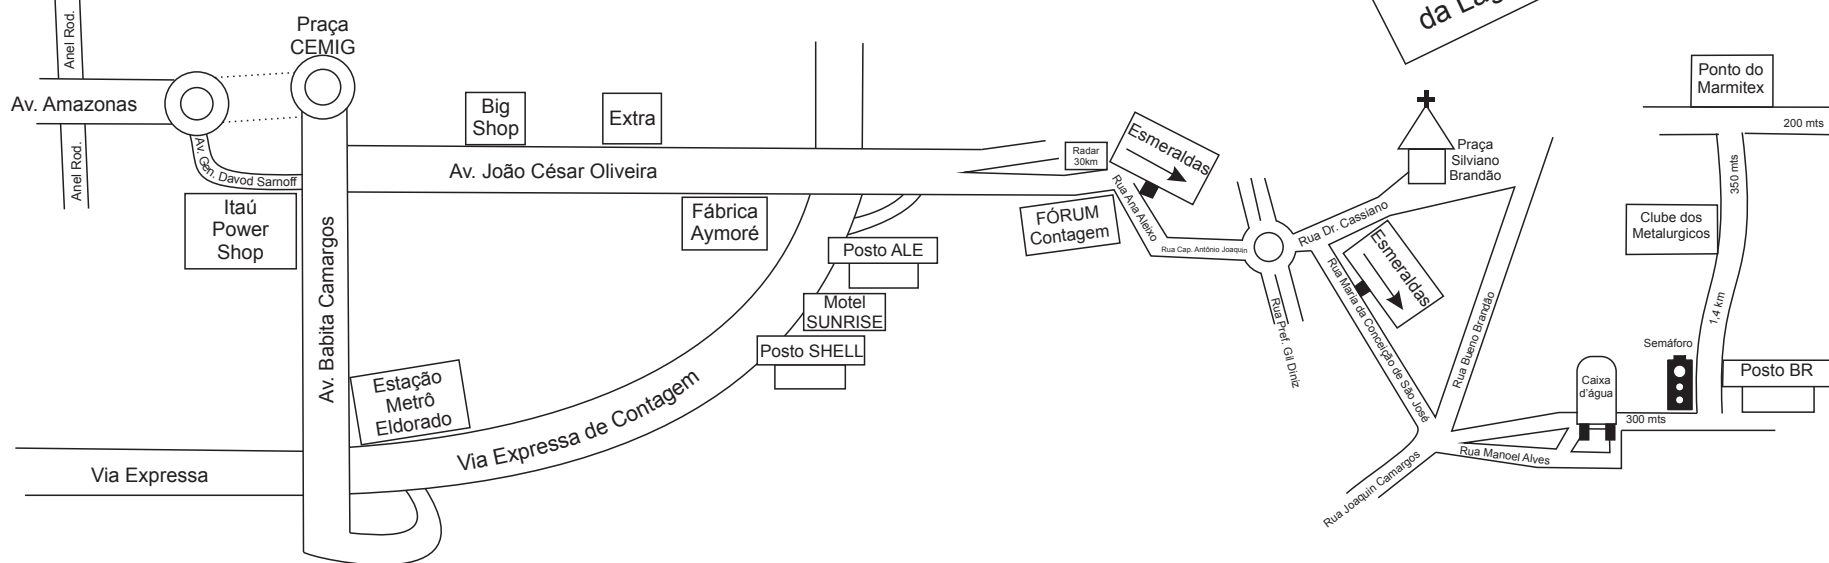 da La
Anel Rod.
Praça
CEMIG
Av. Amazonas
Anel Rod.
Av. Gen. Davod Sarnoff
Itaú
Power
Shop
Big
Shop
Extra
Av. João César Oliveira
Av. Babita Camargos
Fábrica
Aymoré
Radar
30km
Esmeraldas
FÓRUM
Contagem
Rua Ana Aleixo
Rua Cap. Antônio Joaquin
Posto ALE
Motel
SUNRISE
Posto SHELL
Estação
Metrô
Eldorado
Via Expressa de Contagem
Via Expressa
Praça
Silviano
Brandão
Rua Dr. Cassiano
Esmeraldas
Rua Pref. Gil Diniz
Rua Maria da Conceição de São José
Rua Bueno Brandão
Rua Manoel Alves
Rua Joaquin Camargos
Caixa
d'água
Semáforo
300 mts
Posto BR
1,4 km
Clube dos
Metalurgicos
350 mts
200 mts
Ponto do
Marmitex